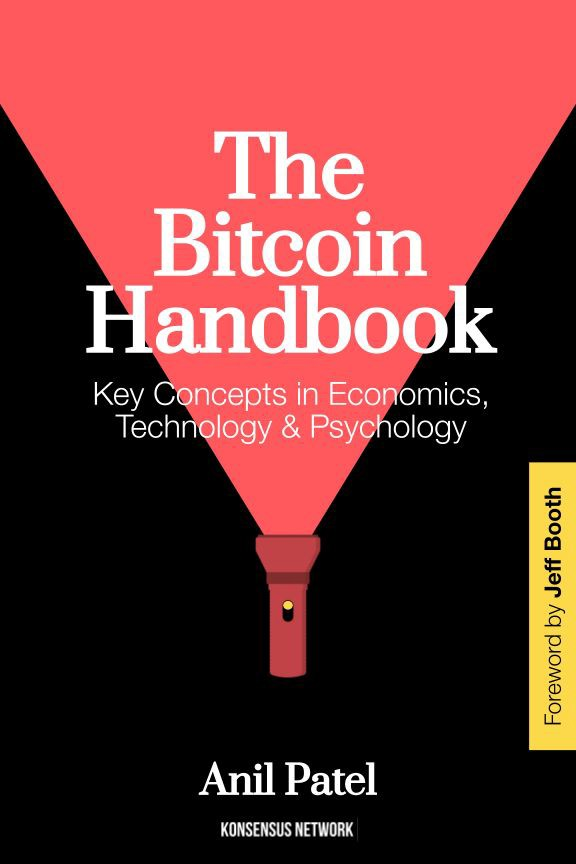 The
Bitcoin
Handbook
Key Concepts in Economics,
Technology & Psychology
Foreword by Jeff Booth
Anil Patel
KONSENSUS NETWORK